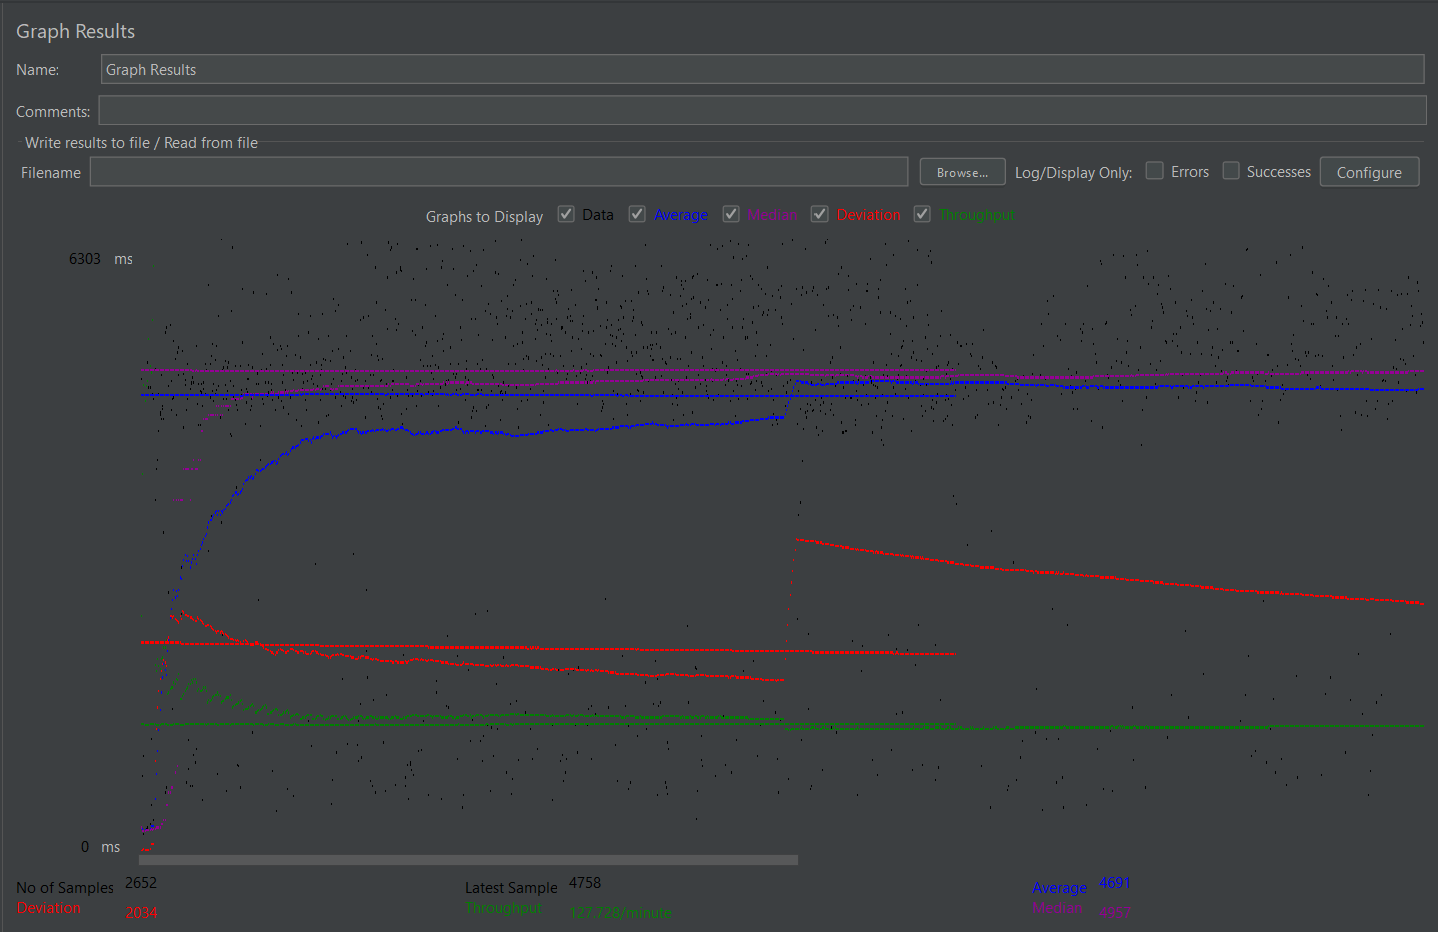 Graph Results
Name: Graph Results
Comments:
Write results to file / Read from file
Filename Browse... Log/Display Only: Errors Successes Configure
Graphs to Display Data Average Median Deviation Throughput
6303 ms
0 ms
No of Samples 2652 Latest Sample 4758 Average 4691
Deviation 2034 Throughput 127.728/minute Median